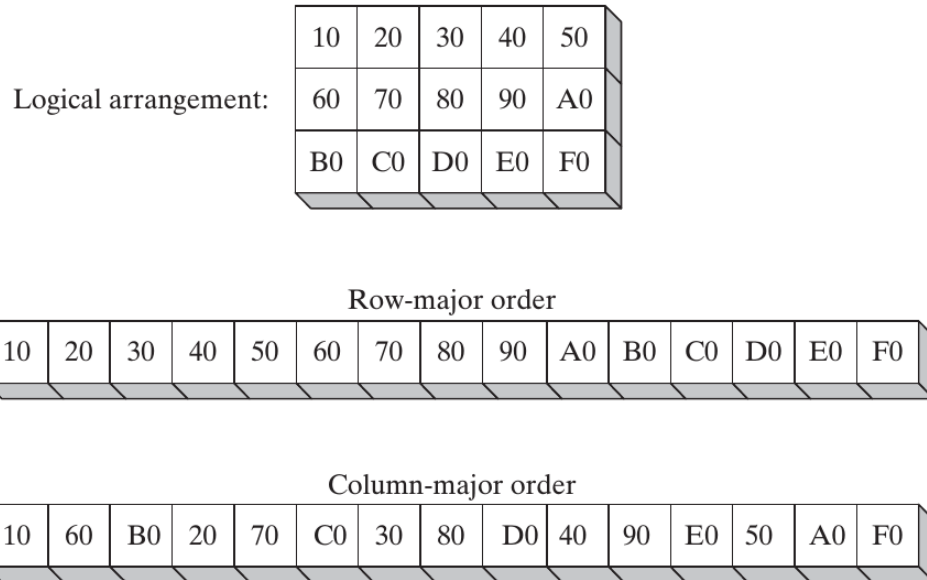 10 20 30 40 50
Logical arrangement: 60 70 80 90 A0
B0 C0 D0 E0 F0
Row-major order
10 20 30 40 50 60 70 80 90 A0 B0 C0 D0 E0 F0
Column-major order
10 60 B0 20 70 C0 30 80 D0 40 90 E0 50 A0 F0